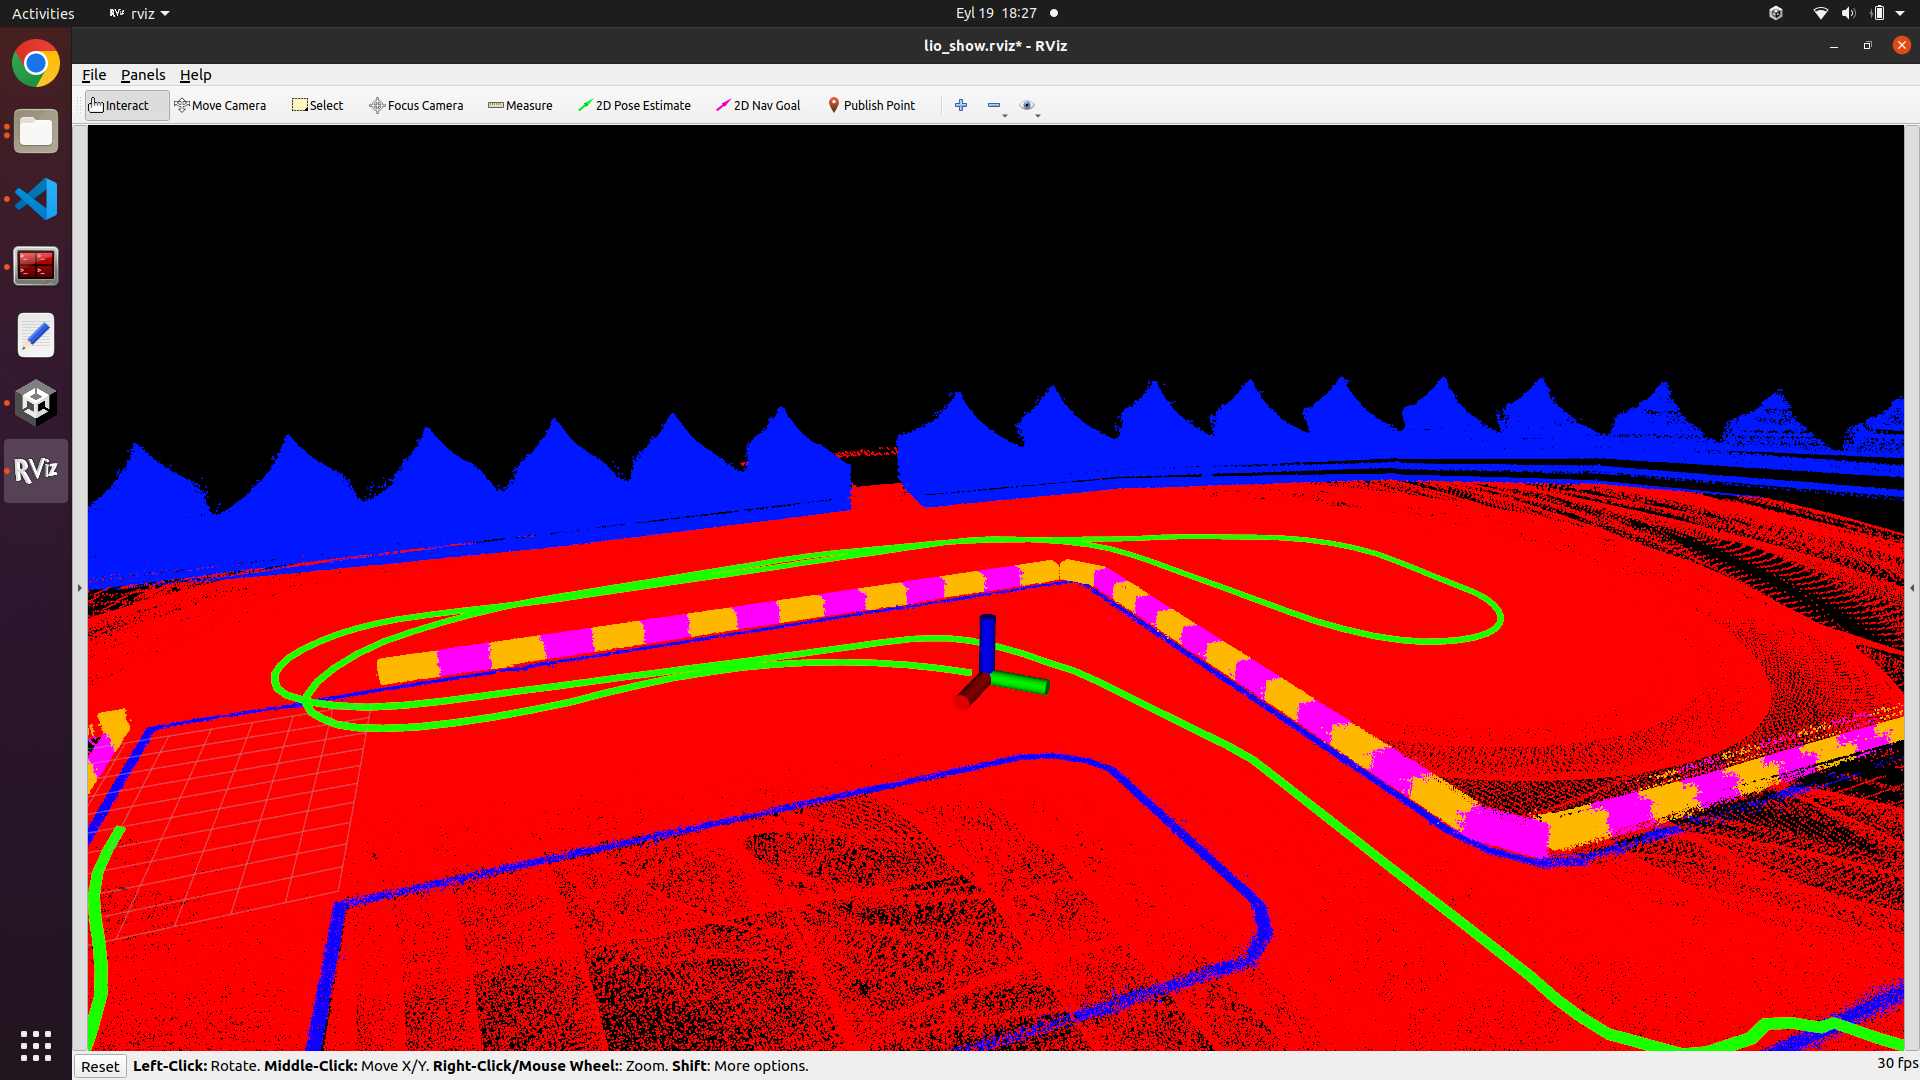 Activities
RViz rviz
Eyl 19 18:27
lio_show.rviz* - RViz
File Panels Help
Interact Move Camera Select Focus Camera Measure 2D Pose Estimate 2D Nav Goal Publish Point
RViz
Reset Left-Click: Rotate. Middle-Click: Move X/Y. Right-Click/Mouse Wheel:: Zoom. Shift: More options.
30 fps